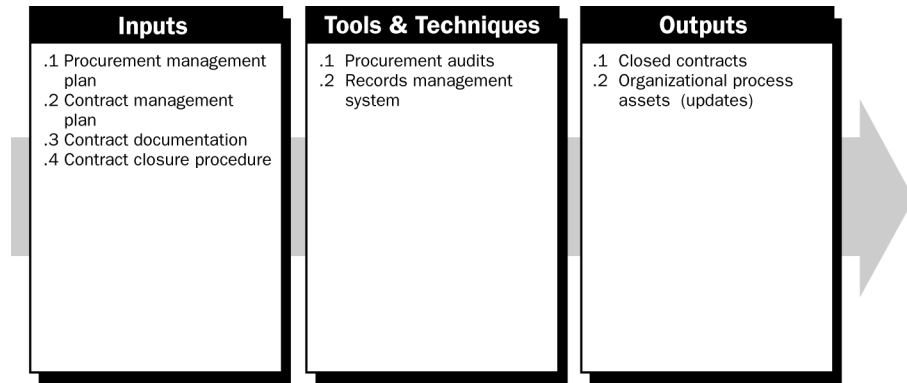 Inputs
.1 Procurement management
plan
.2 Contract management
plan
.3 Contract documentation
.4 Contract closure procedure
Tools & Techniques
.1 Procurement audits
.2 Records management
system
Outputs
.1 Closed contracts
.2 Organizational process
assets (updates)